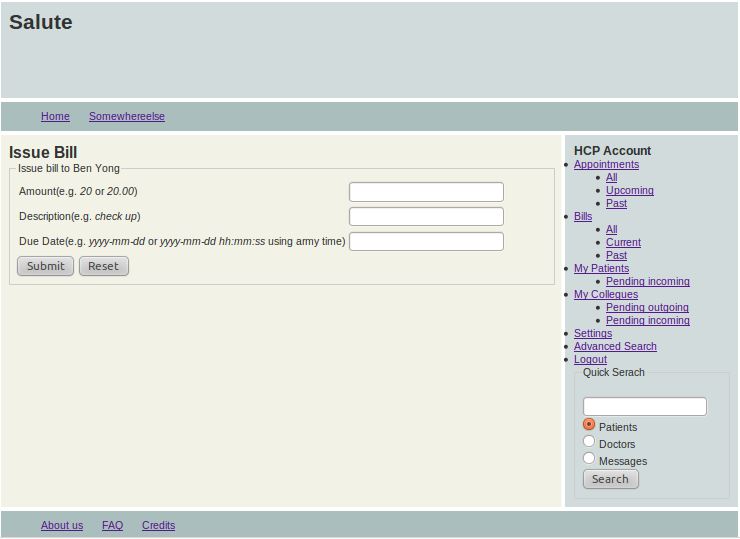 Salute
Home Somewhereelse
Issue Bill
Issue bill to Ben Yong
Amount(e.g. 20 or 20.00)
Description(e.g. check up)
Due Date(e.g. yyyy-mm-dd or yyyy-mm-dd hh:mm:ss using army time)
Submit Reset
HCP Account
Appointments
All
Upcoming
Past
Bills
All
Current
Past
My Patients
Pending incoming
My Collegues
Pending outgoing
Pending incoming
Settings
Advanced Search
Logout
Quick Serach
Patients
Doctors
Messages
Search
About us FAQ Credits